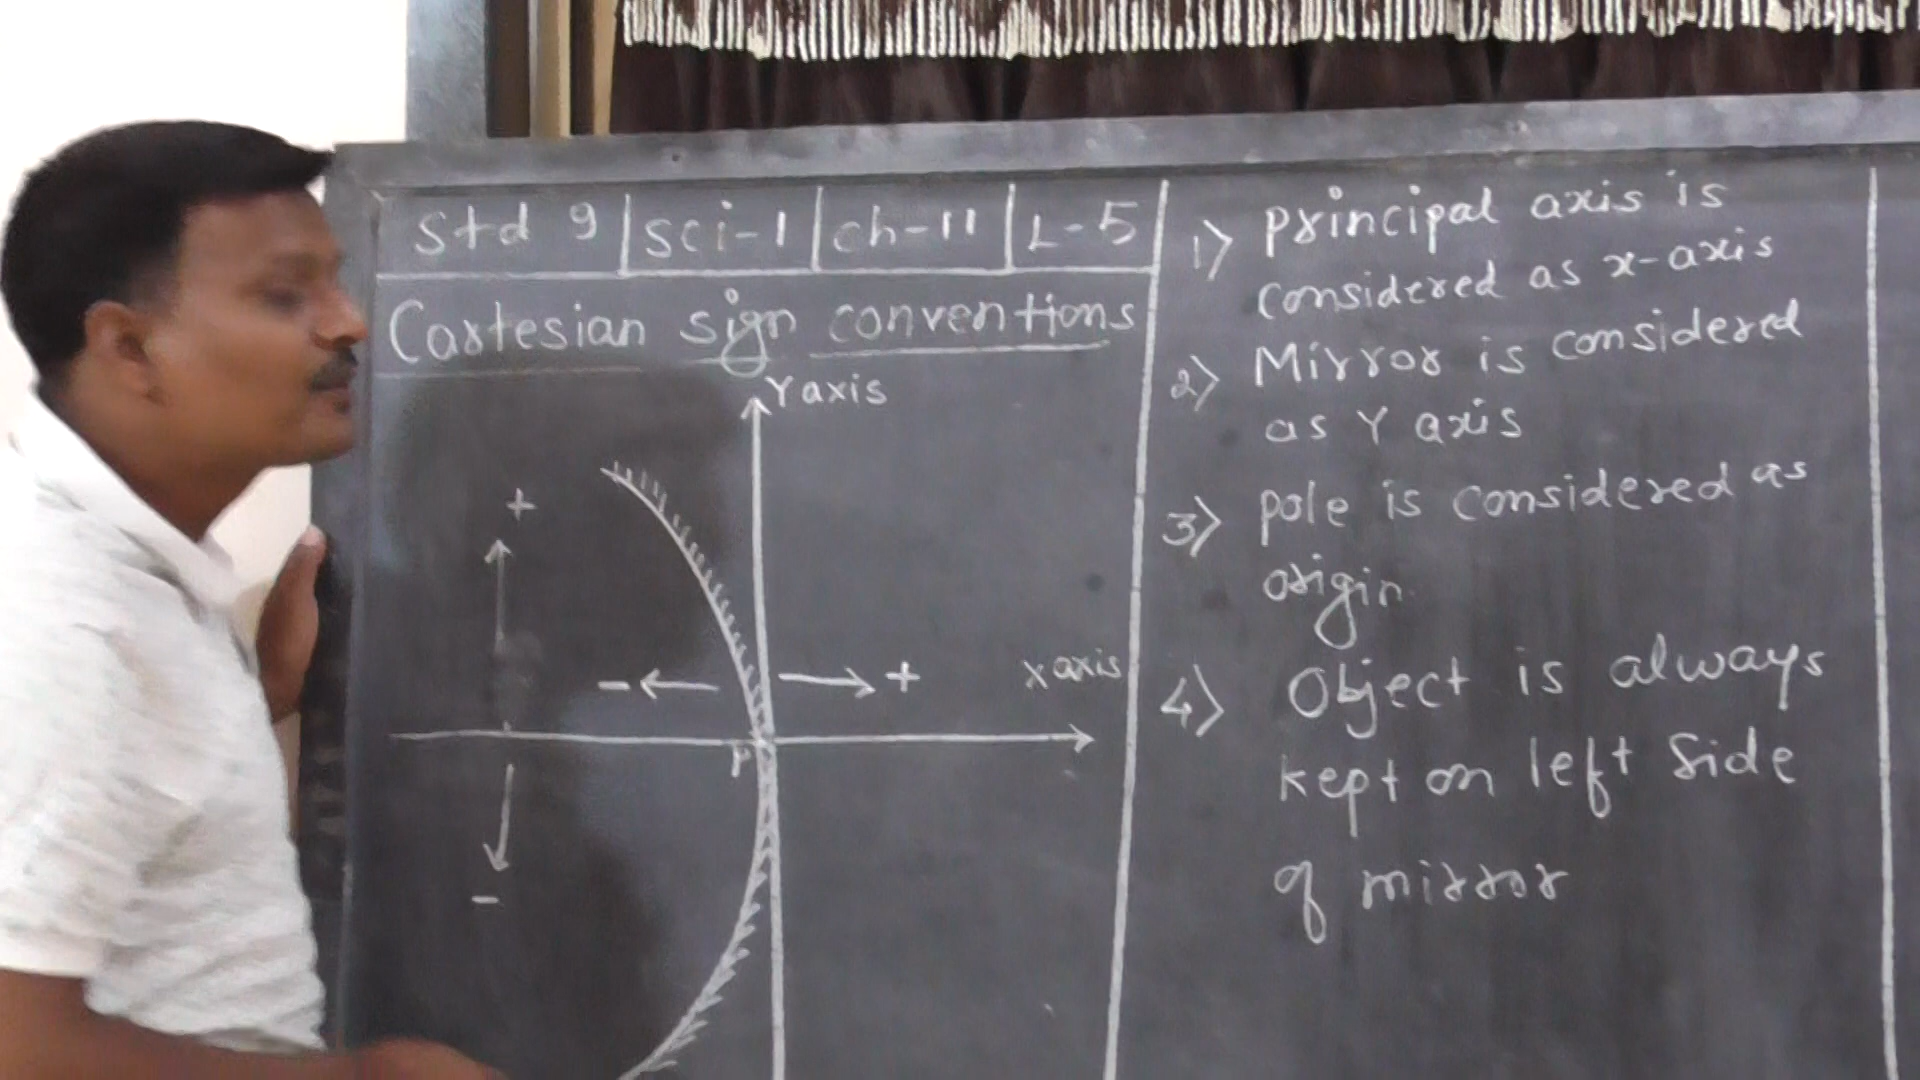 Std 9 | Sci-1 | ch-11 | L-5
Cartesian sign conventions
Y axis
+
- ← → +
x axis
P
-
1) principal axis is
considered as x-axis
2) Mirror is considered
as Y axis
3) pole is considered as
origin
4) Object is always
kept on left side
of mirror